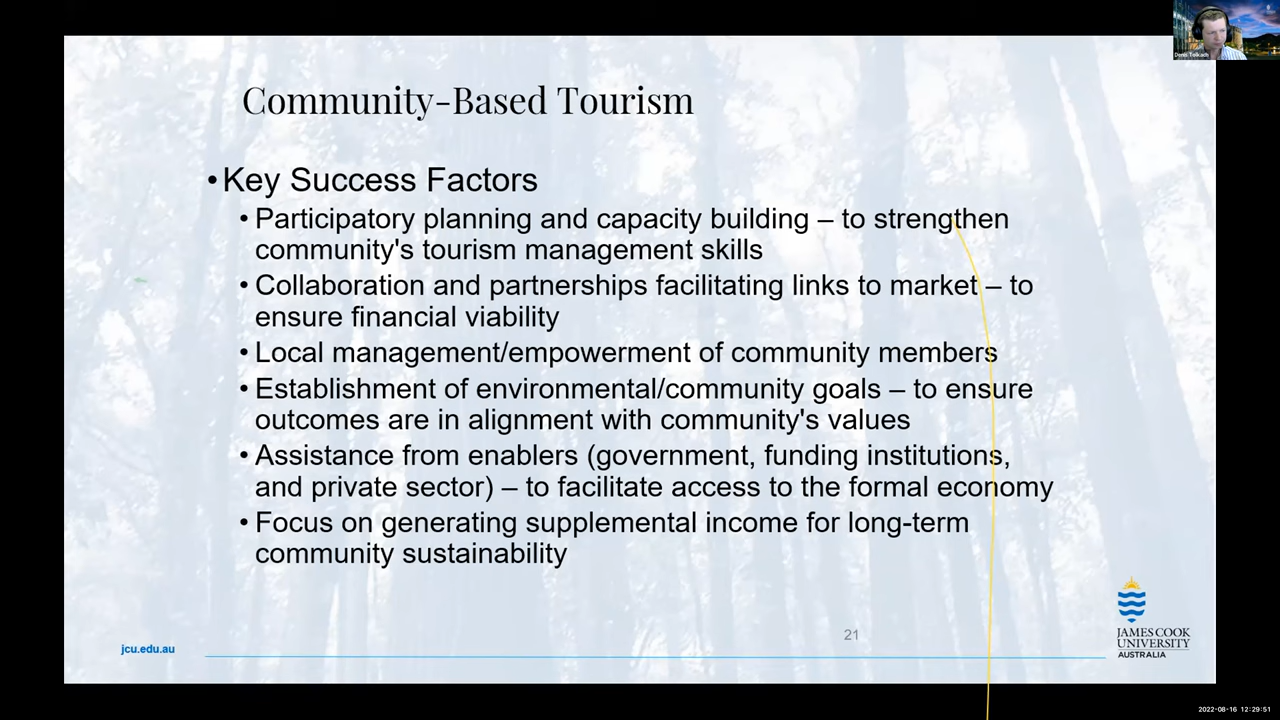 Community-Based Tourism
•Key Success Factors
• Participatory planning and capacity building – to strengthen
community's tourism management skills
• Collaboration and partnerships facilitating links to market – to
ensure financial viability
• Local management/empowerment of community members
• Establishment of environmental/community goals – to ensure
outcomes are in alignment with community's values
• Assistance from enablers (government, funding institutions,
and private sector) – to facilitate access to the formal economy
• Focus on generating supplemental income for long-term
community sustainability
21
jcu.edu.au
JAMES COOK
UNIVERSITY
AUSTRALIA
Denis Tolkach
2022-08-16 12:29:51